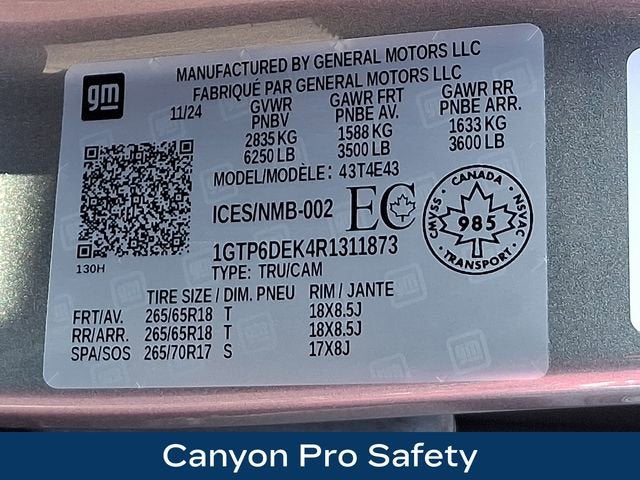 gm
MANUFACTURED BY GENERAL MOTORS LLC
FABRIQUÉ PAR GENERAL MOTORS LLC
11/24 GVWR GAWR FRT GAWR RR
PNBV PNBE AV. PNBE ARR.
2835 KG 1588 KG 1633 KG
6250 LB 3500 LB 3600 LB
MODEL/MODÈLE: 43T4E43
ICES/NMB-002 EC
CANADA
CMVSS 985 NSVAC
TRANSPORT
1GTP6DEK4R1311873
130H TYPE: TRU/CAM
TIRE SIZE / DIM. PNEU RIM / JANTE
FRT/AV. 265/65R18 T 18X8.5J
RR/ARR. 265/65R18 T 18X8.5J
SPA/SOS 265/70R17 S 17X8J
Canyon Pro Safety